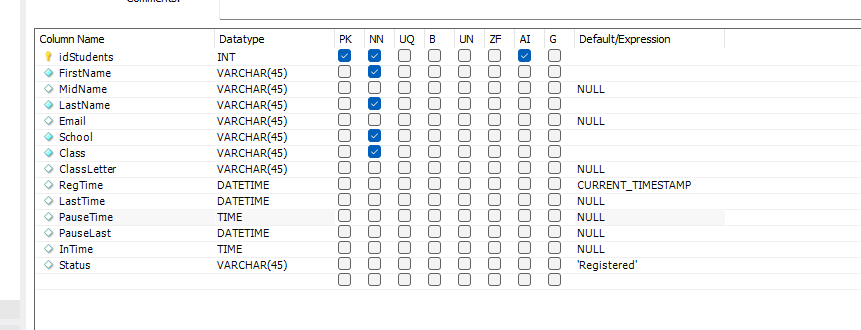 Comments:
Column Name Datatype PK NN UQ B UN ZF AI G Default/Expression
idStudents INT
FirstName VARCHAR(45)
MidName VARCHAR(45) NULL
LastName VARCHAR(45)
Email VARCHAR(45) NULL
School VARCHAR(45)
Class VARCHAR(45)
ClassLetter VARCHAR(45) NULL
RegTime DATETIME CURRENT_TIMESTAMP
LastTime DATETIME NULL
PauseTime TIME NULL
PauseLast DATETIME NULL
InTime TIME NULL
Status VARCHAR(45) 'Registered'